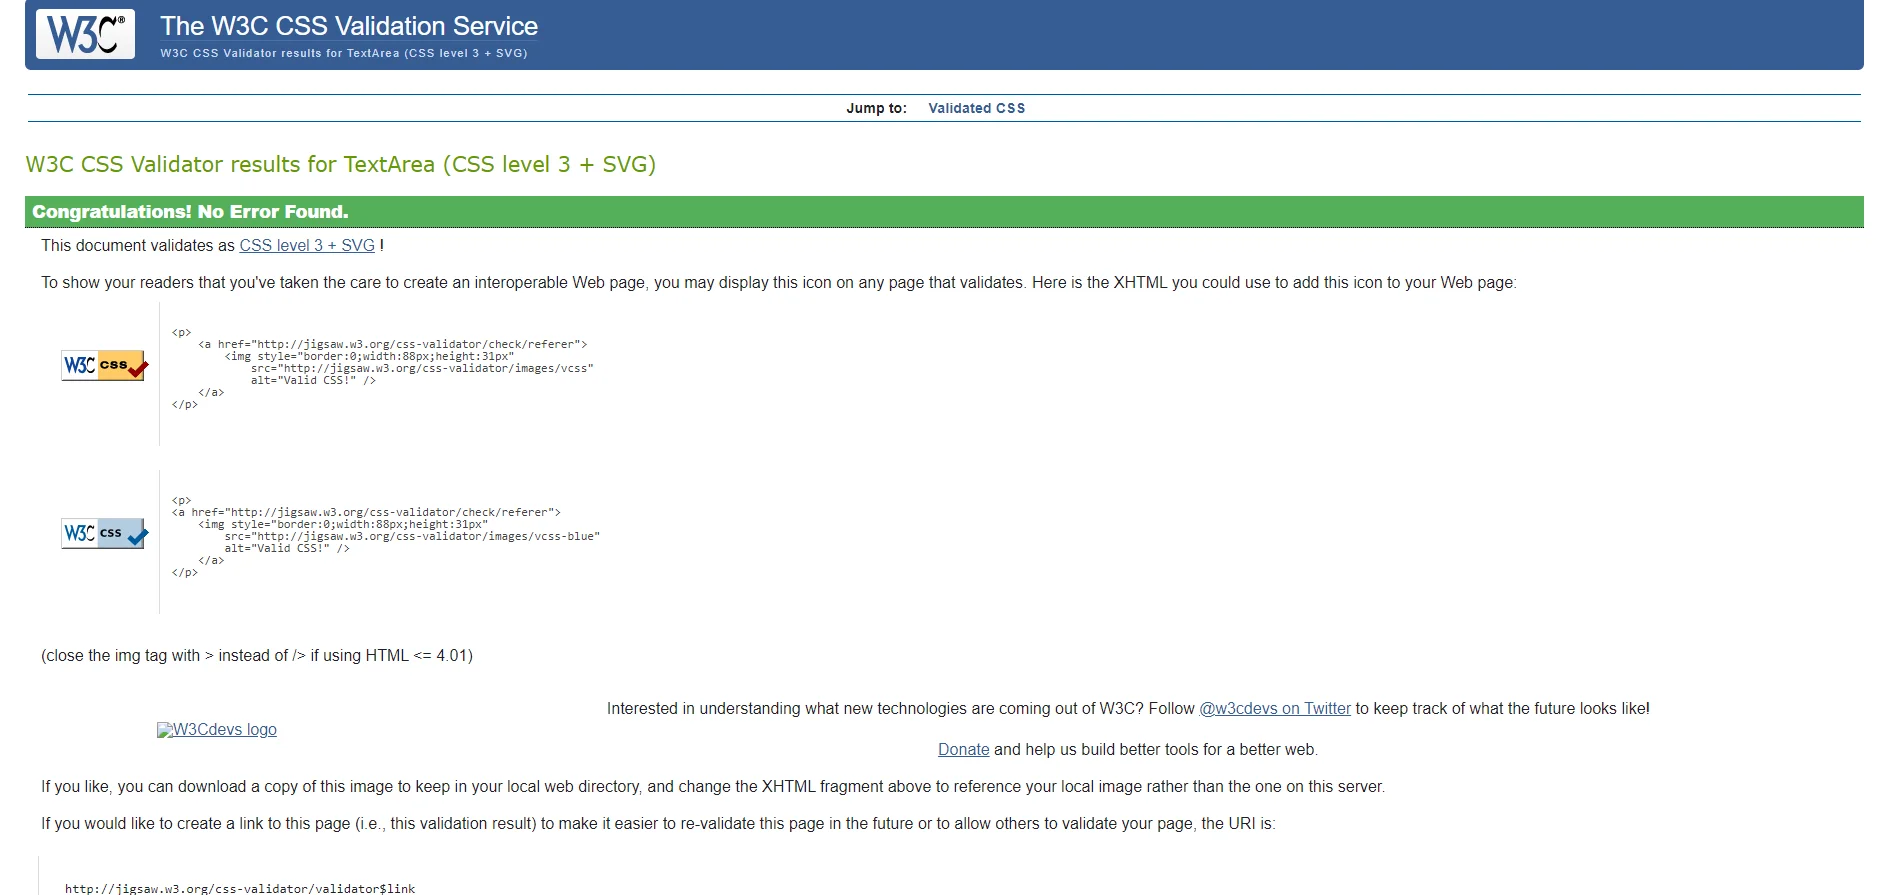 W3C®
The W3C CSS Validation Service
W3C CSS Validator results for TextArea (CSS level 3 + SVG)
Jump to: Validated CSS
W3C CSS Validator results for TextArea (CSS level 3 + SVG)
Congratulations! No Error Found.
This document validates as CSS level 3 + SVG !
To show your readers that you've taken the care to create an interoperable Web page, you may display this icon on any page that validates. Here is the XHTML you could use to add this icon to your Web page:
W3C css
<p>
<a href="http://jigsaw.w3.org/css-validator/check/referer">
<img style="border:0;width:88px;height:31px"
src="http://jigsaw.w3.org/css-validator/images/vcss"
alt="Valid CSS!" />
</a>
</p>
W3C css
<p>
<a href="http://jigsaw.w3.org/css-validator/check/referer">
<img style="border:0;width:88px;height:31px"
src="http://jigsaw.w3.org/css-validator/images/vcss-blue"
alt="Valid CSS!" />
</a>
</p>
(close the img tag with > instead of /> if using HTML <= 4.01)
W3Cdevs logo
Interested in understanding what new technologies are coming out of W3C? Follow @w3cdevs on Twitter to keep track of what the future looks like!
Donate and help us build better tools for a better web.
If you like, you can download a copy of this image to keep in your local web directory, and change the XHTML fragment above to reference your local image rather than the one on this server.
If you would like to create a link to this page (i.e., this validation result) to make it easier to re-validate this page in the future or to allow others to validate your page, the URI is:
http://jigsaw.w3.org/css-validator/validator$link